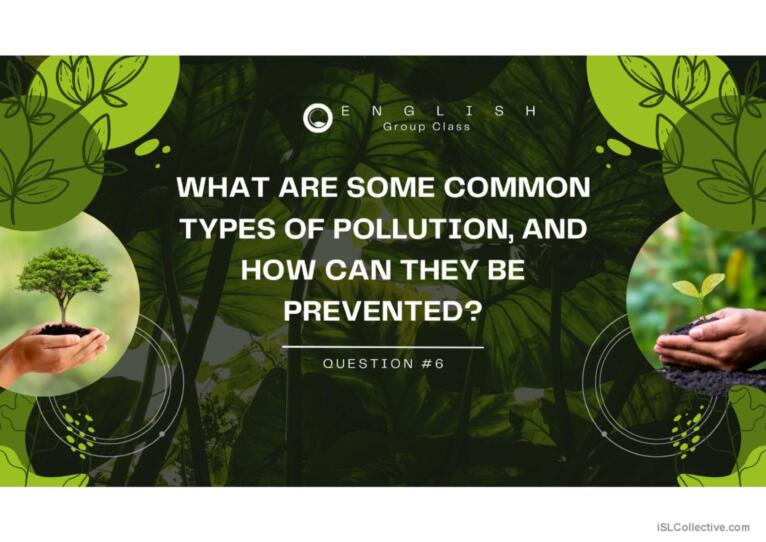 ENGLISH
Group Class
WHAT ARE SOME COMMON
TYPES OF POLLUTION, AND
HOW CAN THEY BE
PREVENTED?
QUESTION #6
iSLCollective.com